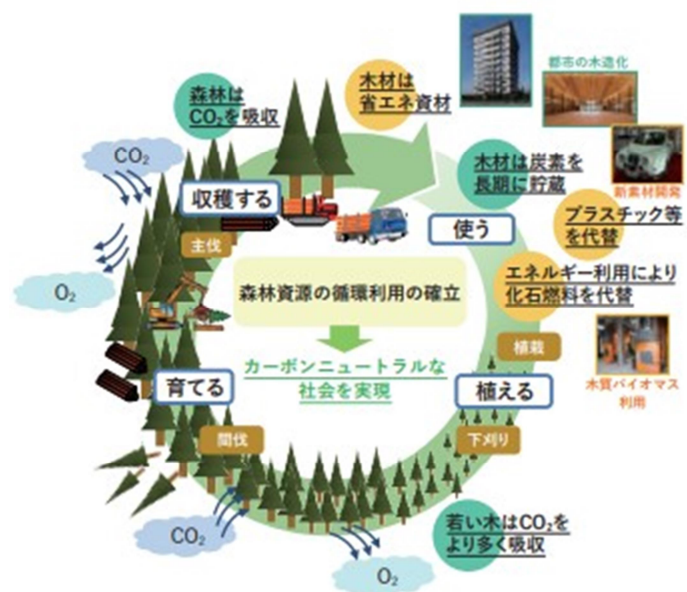 都市の木造化
木材は
省エネ資材
森林は
CO₂を吸収
CO₂
木材は炭素を
長期に貯蔵
新素材開発
収穫する
使う
プラスチック等
を代替
主伐
O₂
森林資源の循環利用の確立
エネルギー利用により
化石燃料を代替
植栽
カーボンニュートラルな
社会を実現
木質バイオマス
利用
育てる
植える
間伐
下刈り
CO₂
若い木はCO₂を
より多く吸収
O₂